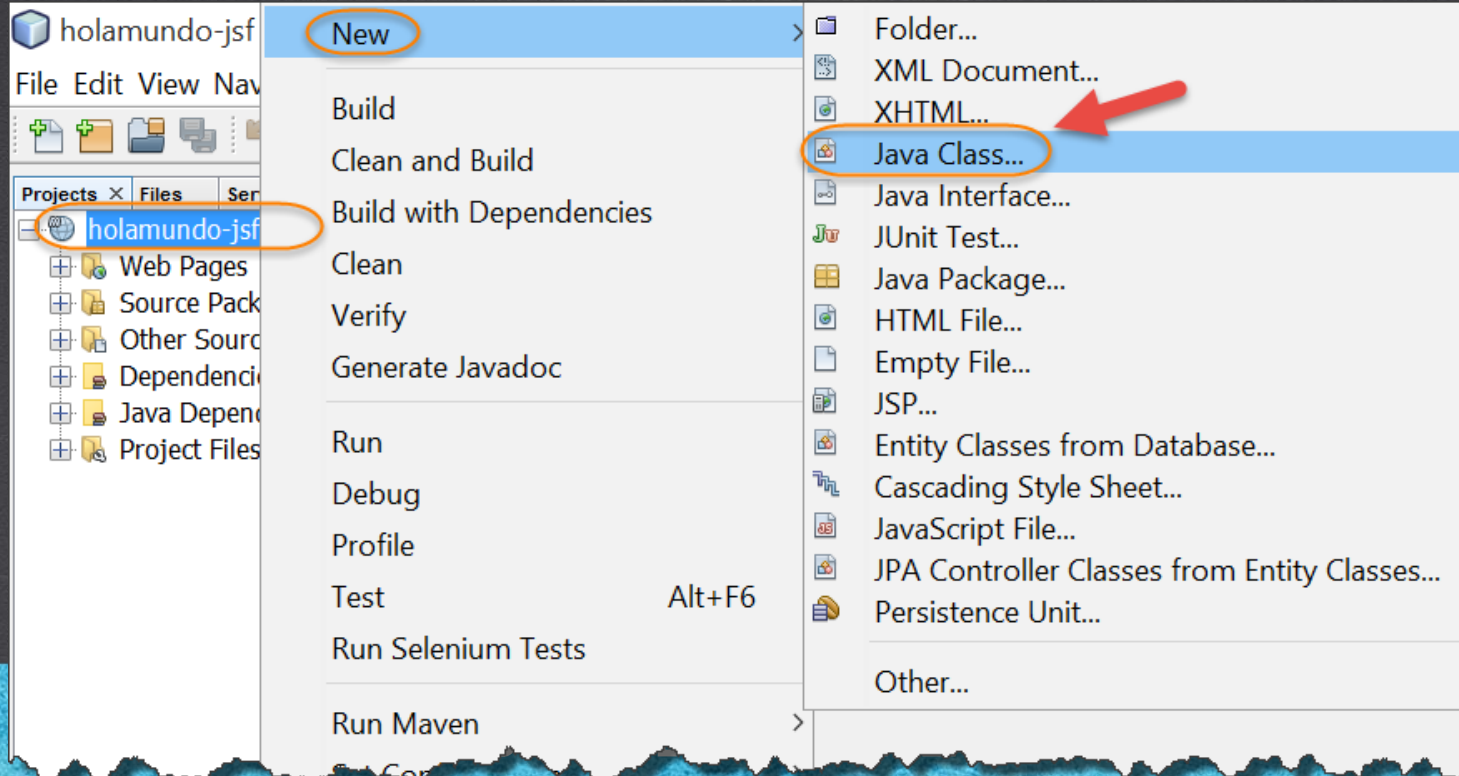 holamundo-jsf
File Edit View Nav
Projects Files Ser
holamundo-jsf
Web Pages
Source Pack
Other Sourc
Dependenci
Java Depend
Project Files
New
Build
Clean and Build
Build with Dependencies
Clean
Verify
Generate Javadoc
Run
Debug
Profile
Test Alt+F6
Run Selenium Tests
Run Maven
Folder...
XML Document...
XHTML...
Java Class...
Java Interface...
JUnit Test...
Java Package...
HTML File...
Empty File...
JSP...
Entity Classes from Database...
Cascading Style Sheet...
JavaScript File...
JPA Controller Classes from Entity Classes...
Persistence Unit...
Other...